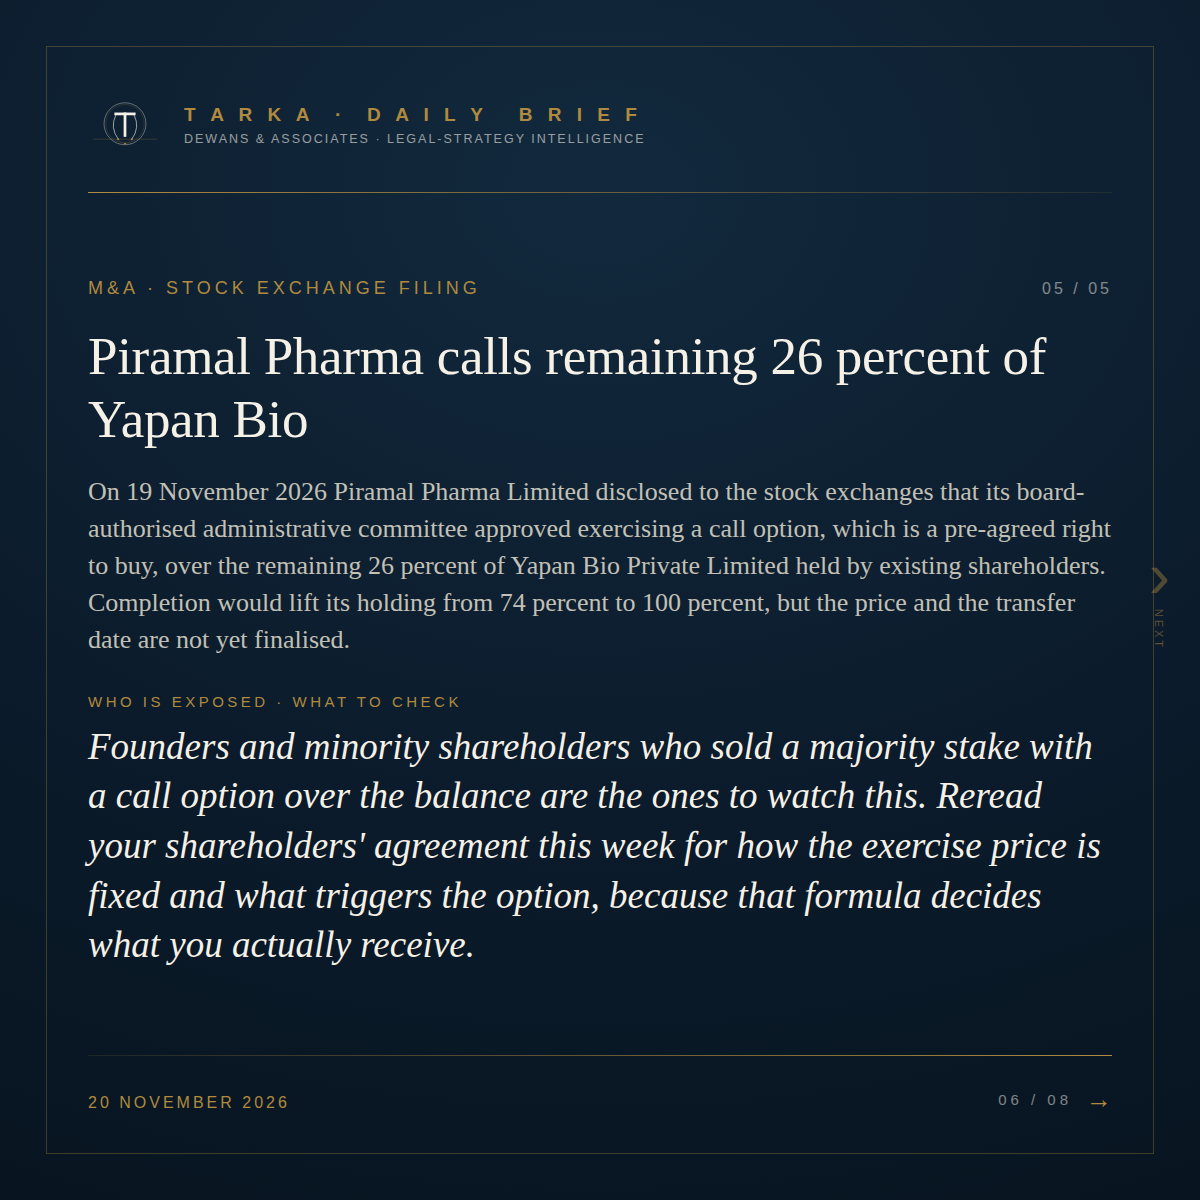 T
TARKA · DAILY BRIEF
DEWANS & ASSOCIATES · LEGAL-STRATEGY INTELLIGENCE
M&A · STOCK EXCHANGE FILING
05 / 05
Piramal Pharma calls remaining 26 percent of
Yapan Bio
On 19 November 2026 Piramal Pharma Limited disclosed to the stock exchanges that its board-
authorised administrative committee approved exercising a call option, which is a pre-agreed right
to buy, over the remaining 26 percent of Yapan Bio Private Limited held by existing shareholders.
Completion would lift its holding from 74 percent to 100 percent, but the price and the transfer
date are not yet finalised.
NEXT
WHO IS EXPOSED · WHAT TO CHECK
Founders and minority shareholders who sold a majority stake with
a call option over the balance are the ones to watch this. Reread
your shareholders' agreement this week for how the exercise price is
fixed and what triggers the option, because that formula decides
what you actually receive.
20 NOVEMBER 2026
06 / 08 →